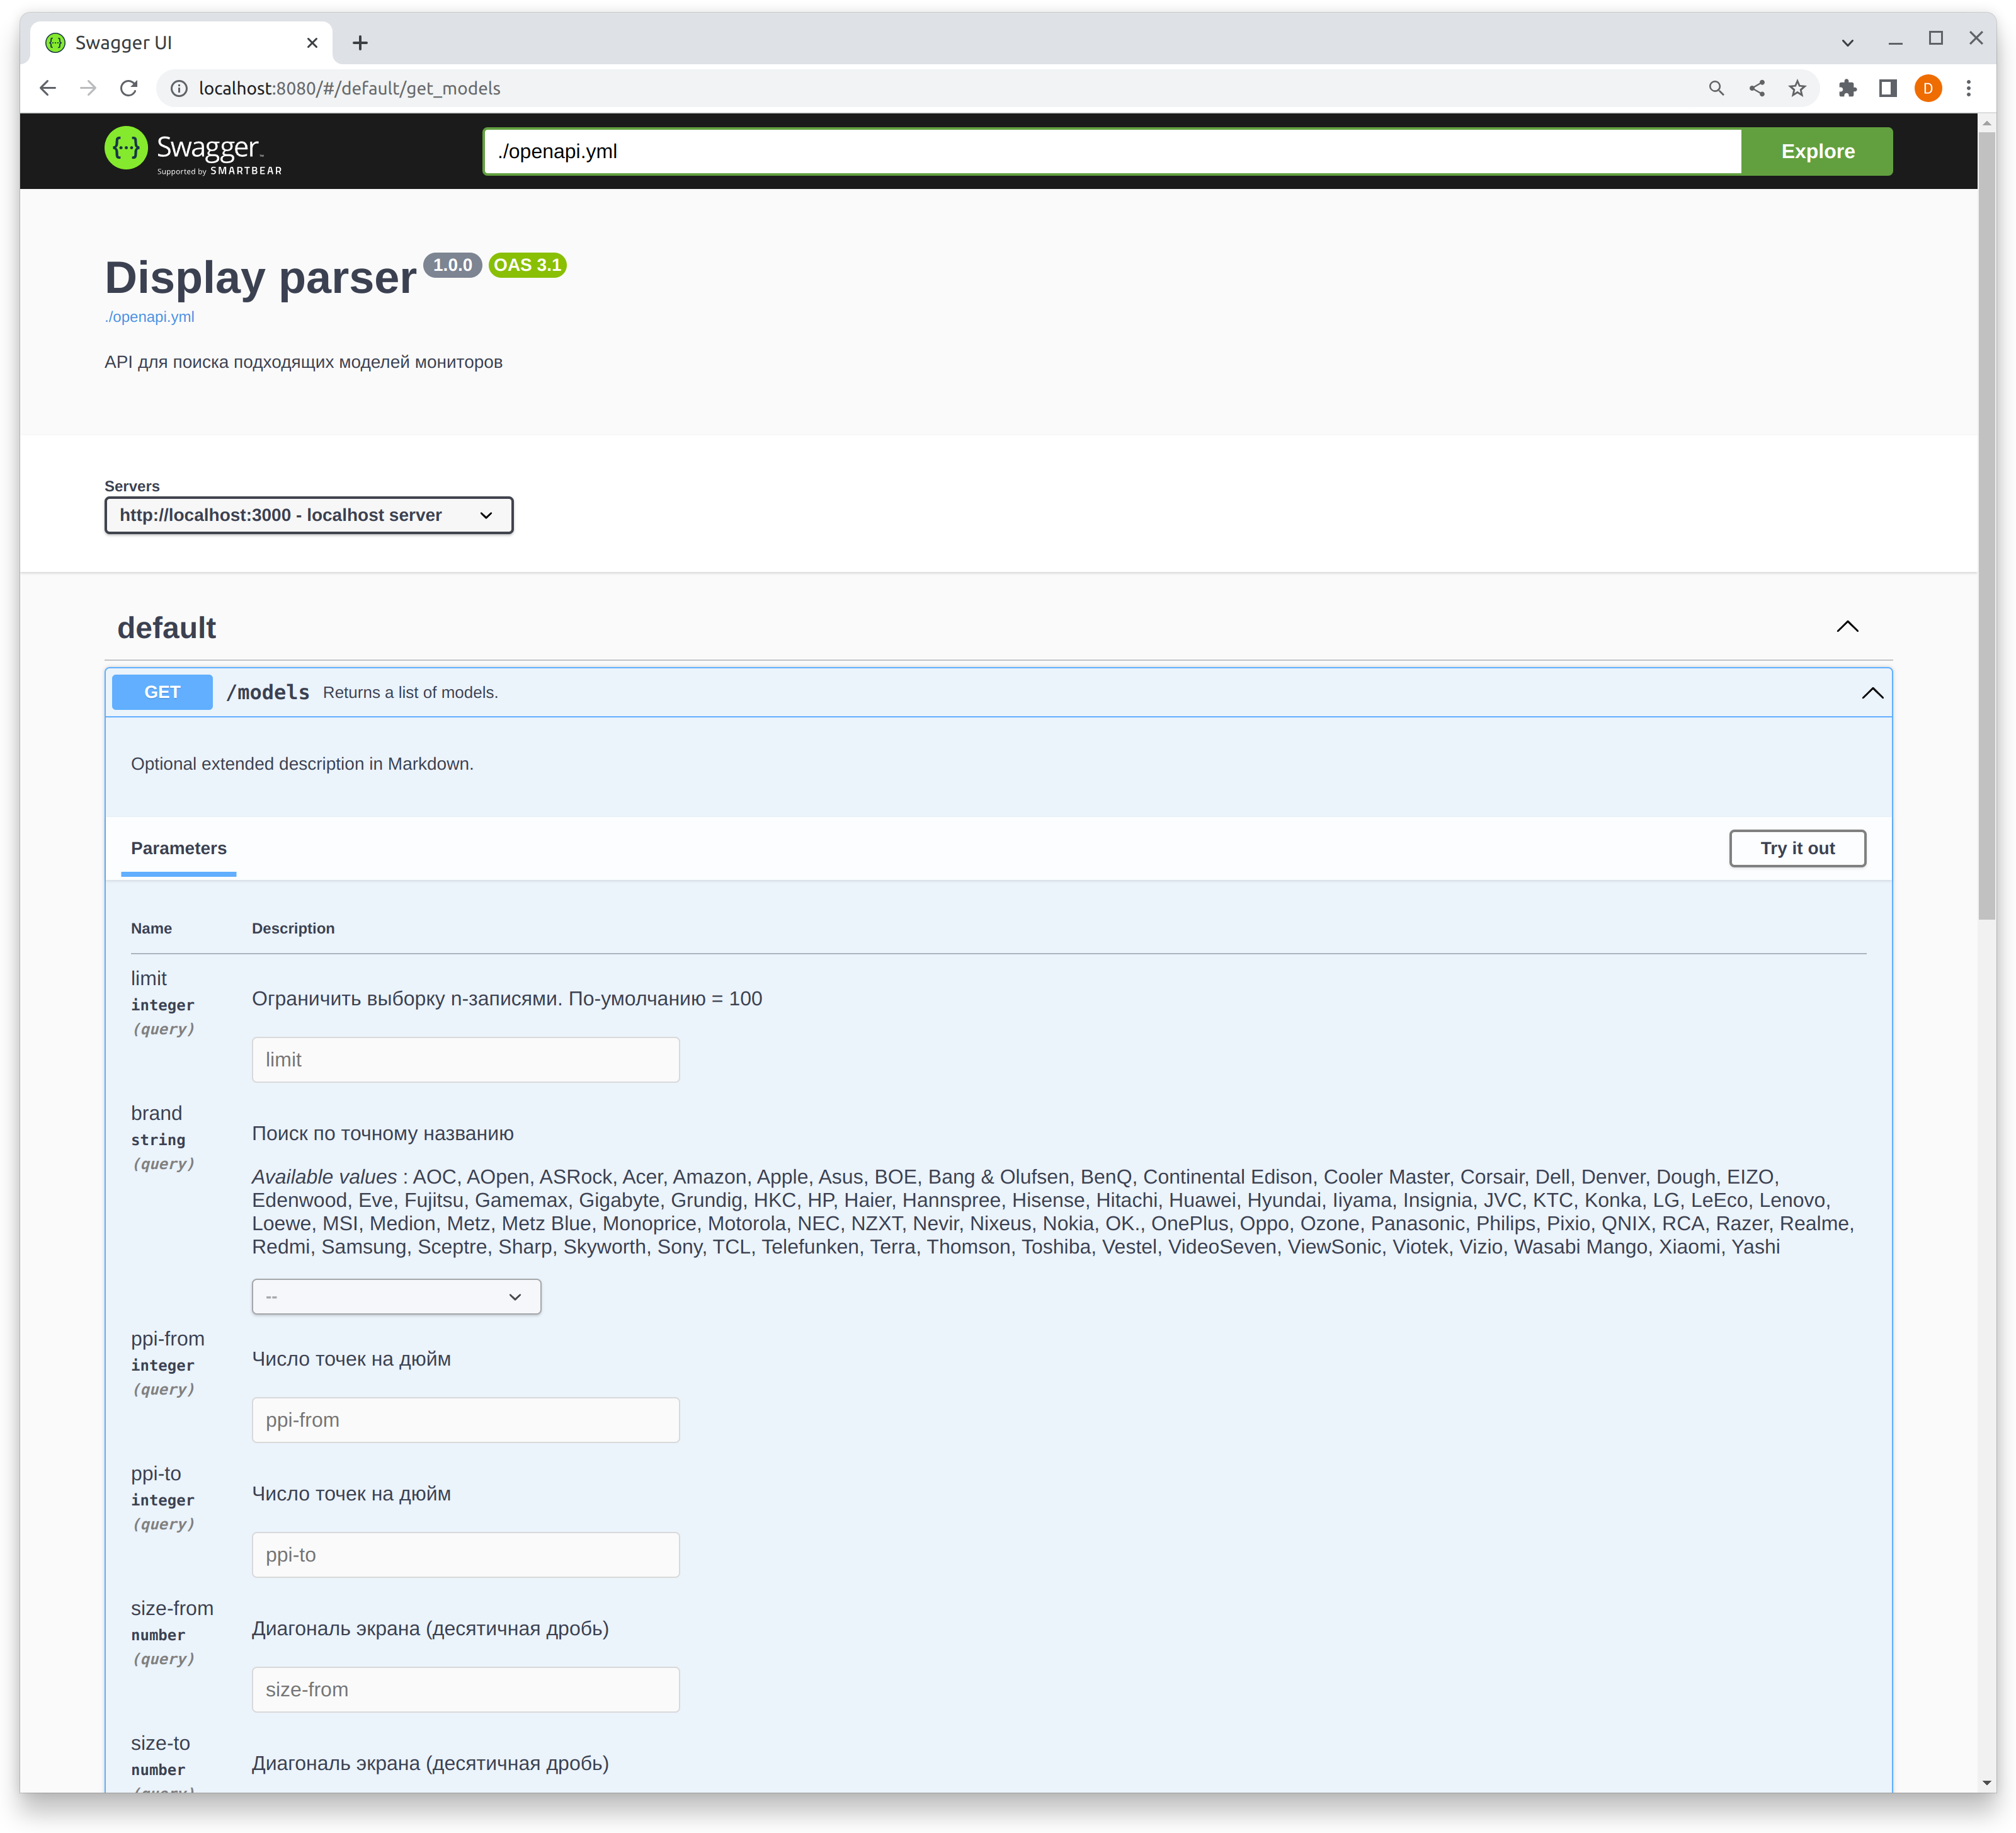 Swagger UI
localhost:8080/#/default/get_models
D
{···} Swagger
Supported by SMARTBEAR
./openapi.yml
Explore
Display parser 1.0.0 OAS 3.1
./openapi.yml
API для поиска подходящих моделей мониторов
Servers
http://localhost:3000 - localhost server
default
GET /models Returns a list of models.
Optional extended description in Markdown.
Parameters
Try it out
Name Description
limit
integer
(query)
Ограничить выборку n-записями. По-умолчанию = 100
limit
brand
string
(query)
Поиск по точному названию
Available values : AOC, AOpen, ASRock, Acer, Amazon, Apple, Asus, BOE, Bang & Olufsen, BenQ, Continental Edison, Cooler Master, Corsair, Dell, Denver, Dough, EIZO,
Edenwood, Eve, Fujitsu, Gamemax, Gigabyte, Grundig, HKC, HP, Haier, Hannspree, Hisense, Hitachi, Huawei, Hyundai, Iiyama, Insignia, JVC, KTC, Konka, LG, LeEco, Lenovo,
Loewe, MSI, Medion, Metz, Metz Blue, Monoprice, Motorola, NEC, NZXT, Nevir, Nixeus, Nokia, OK., OnePlus, Oppo, Ozone, Panasonic, Philips, Pixio, QNIX, RCA, Razer, Realme,
Redmi, Samsung, Sceptre, Sharp, Skyworth, Sony, TCL, Telefunken, Terra, Thomson, Toshiba, Vestel, VideoSeven, ViewSonic, Viotek, Vizio, Wasabi Mango, Xiaomi, Yashi
--
ppi-from
integer
(query)
Число точек на дюйм
ppi-from
ppi-to
integer
(query)
Число точек на дюйм
ppi-to
size-from
number
(query)
Диагональ экрана (десятичная дробь)
size-from
size-to
number
Диагональ экрана (десятичная дробь)